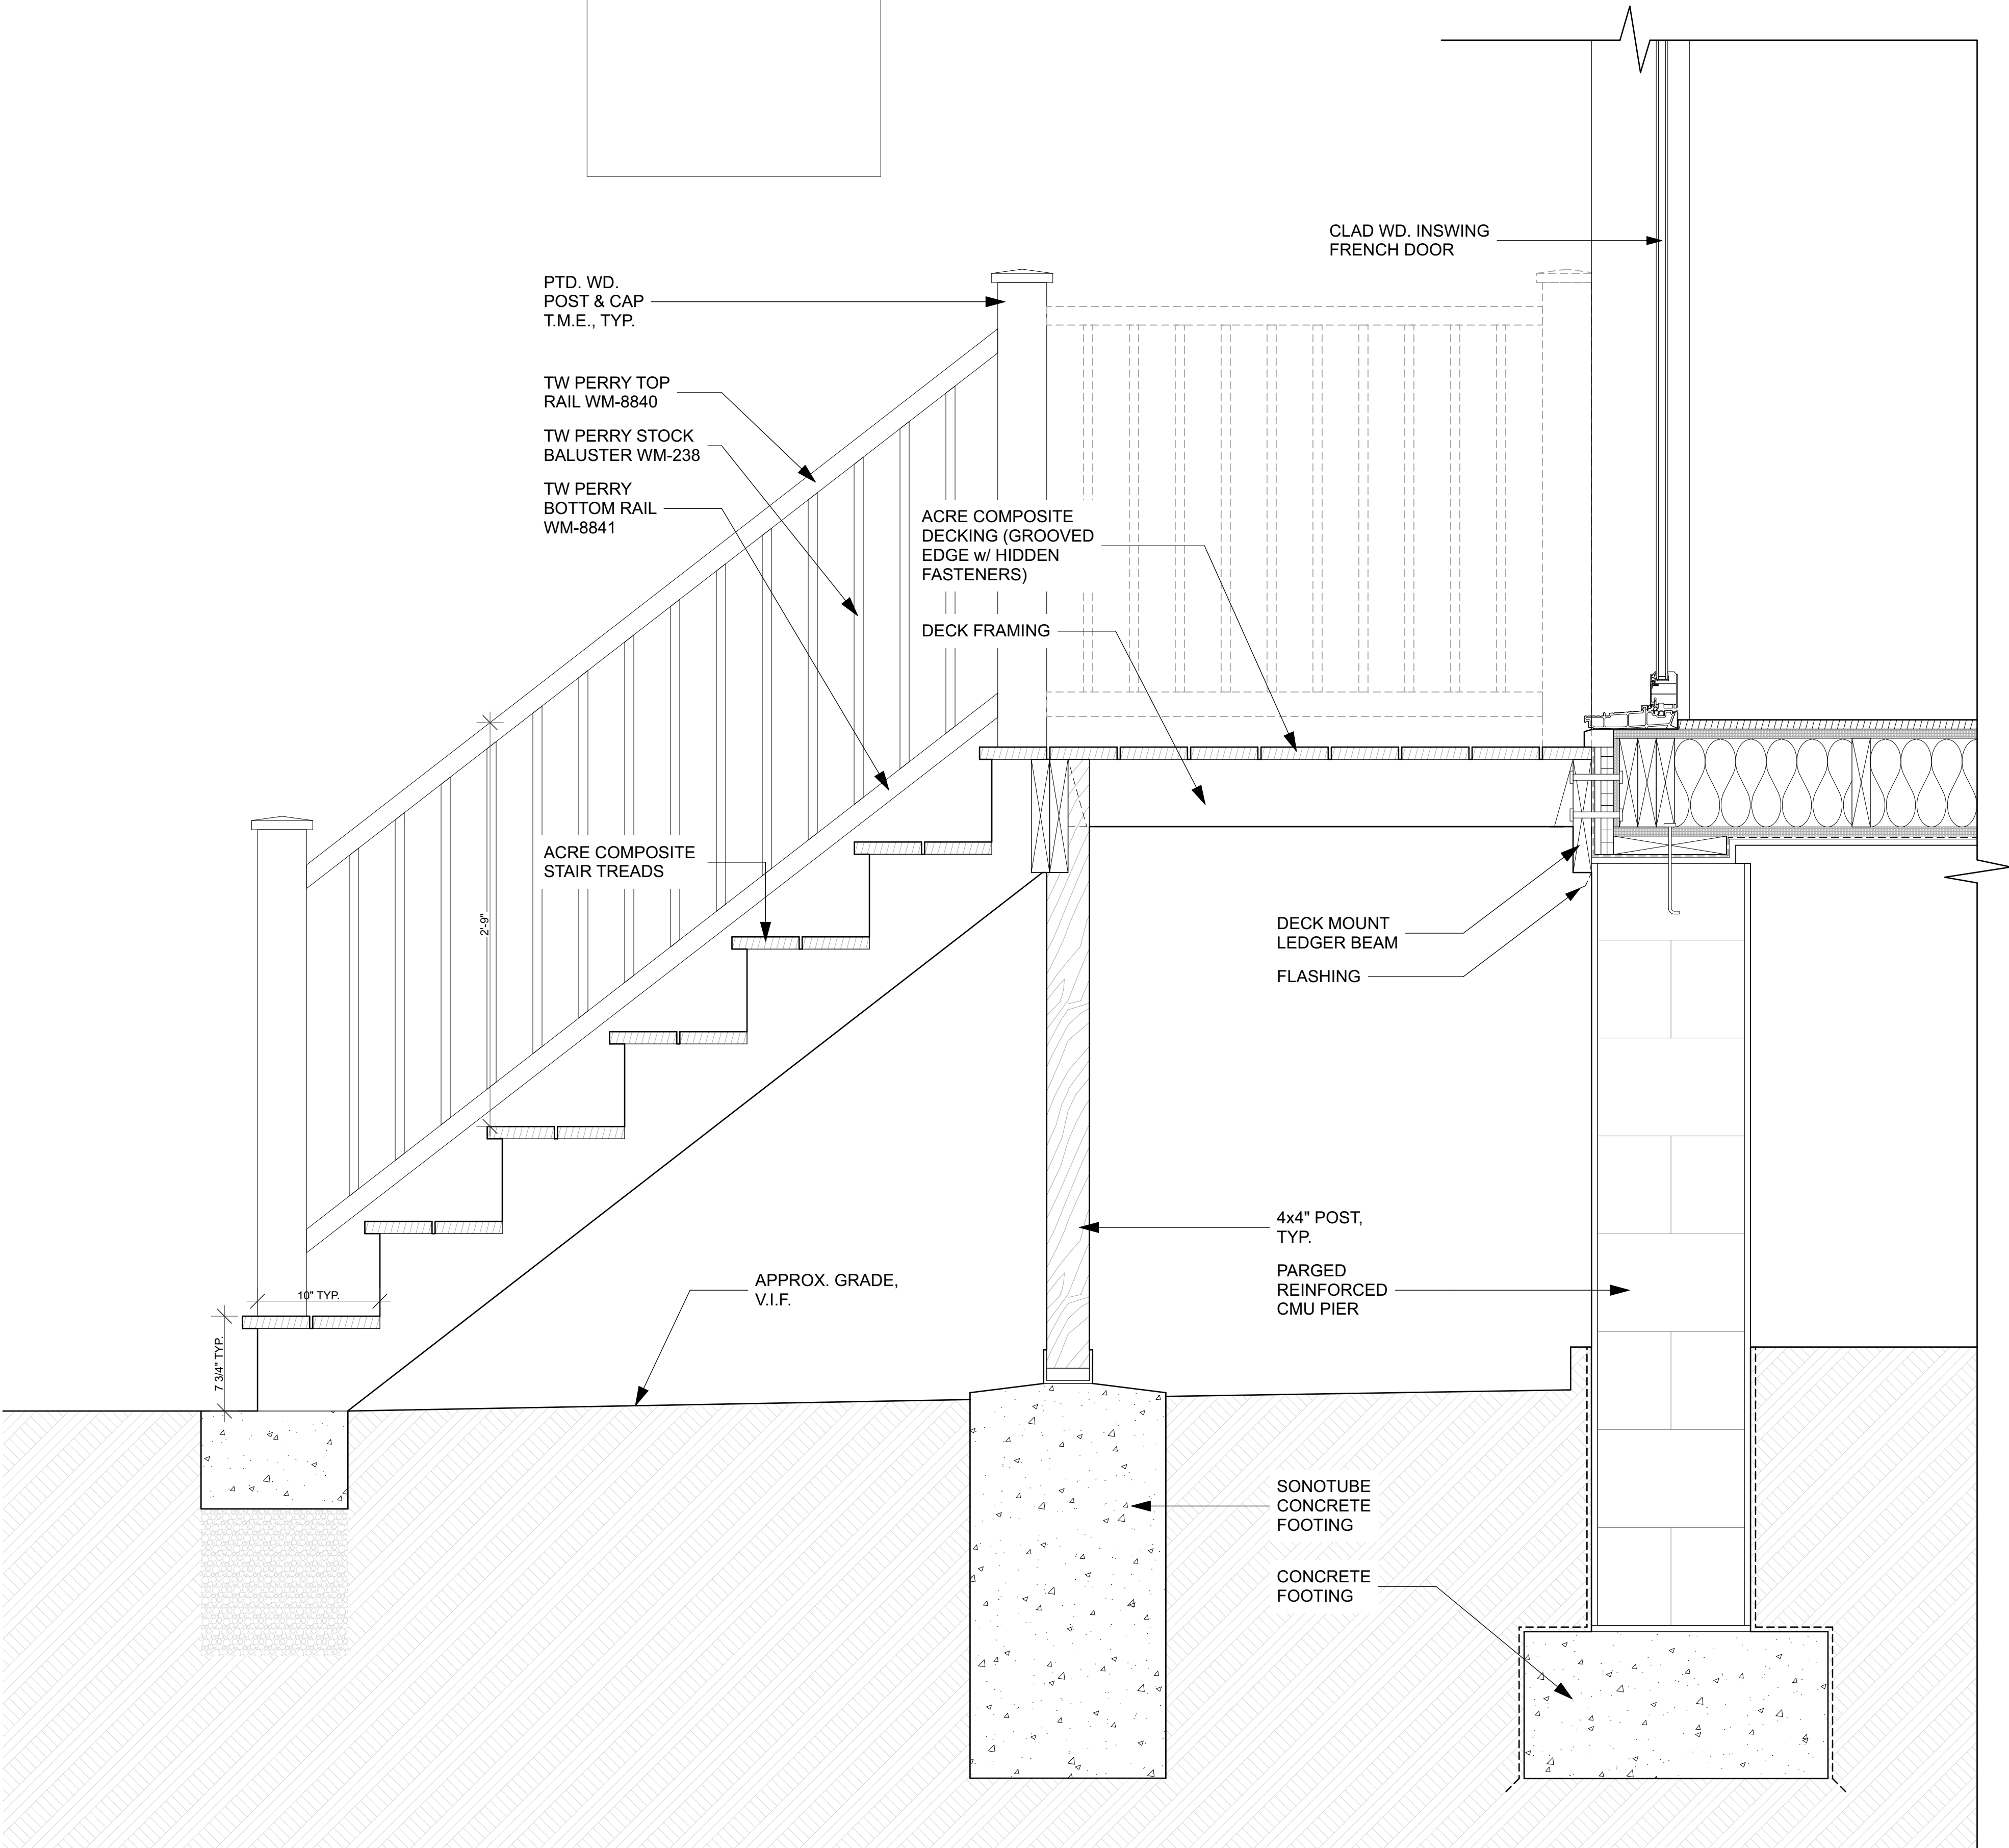 CLAD WD. INSWING
FRENCH DOOR
PTD. WD.
POST & CAP
T.M.E., TYP.
TW PERRY TOP
RAIL WM-8840
TW PERRY STOCK
BALUSTER WM-238
TW PERRY
BOTTOM RAIL
WM-8841
ACRE COMPOSITE
DECKING (GROOVED
EDGE w/ HIDDEN
FASTENERS)
DECK FRAMING
ACRE COMPOSITE
STAIR TREADS
2'-9"
DECK MOUNT
LEDGER BEAM
FLASHING
4x4" POST,
TYP.
PARGED
REINFORCED
CMU PIER
APPROX. GRADE,
V.I.F.
10" TYP.
7 3/4" TYP.
SONOTUBE
CONCRETE
FOOTING
CONCRETE
FOOTING